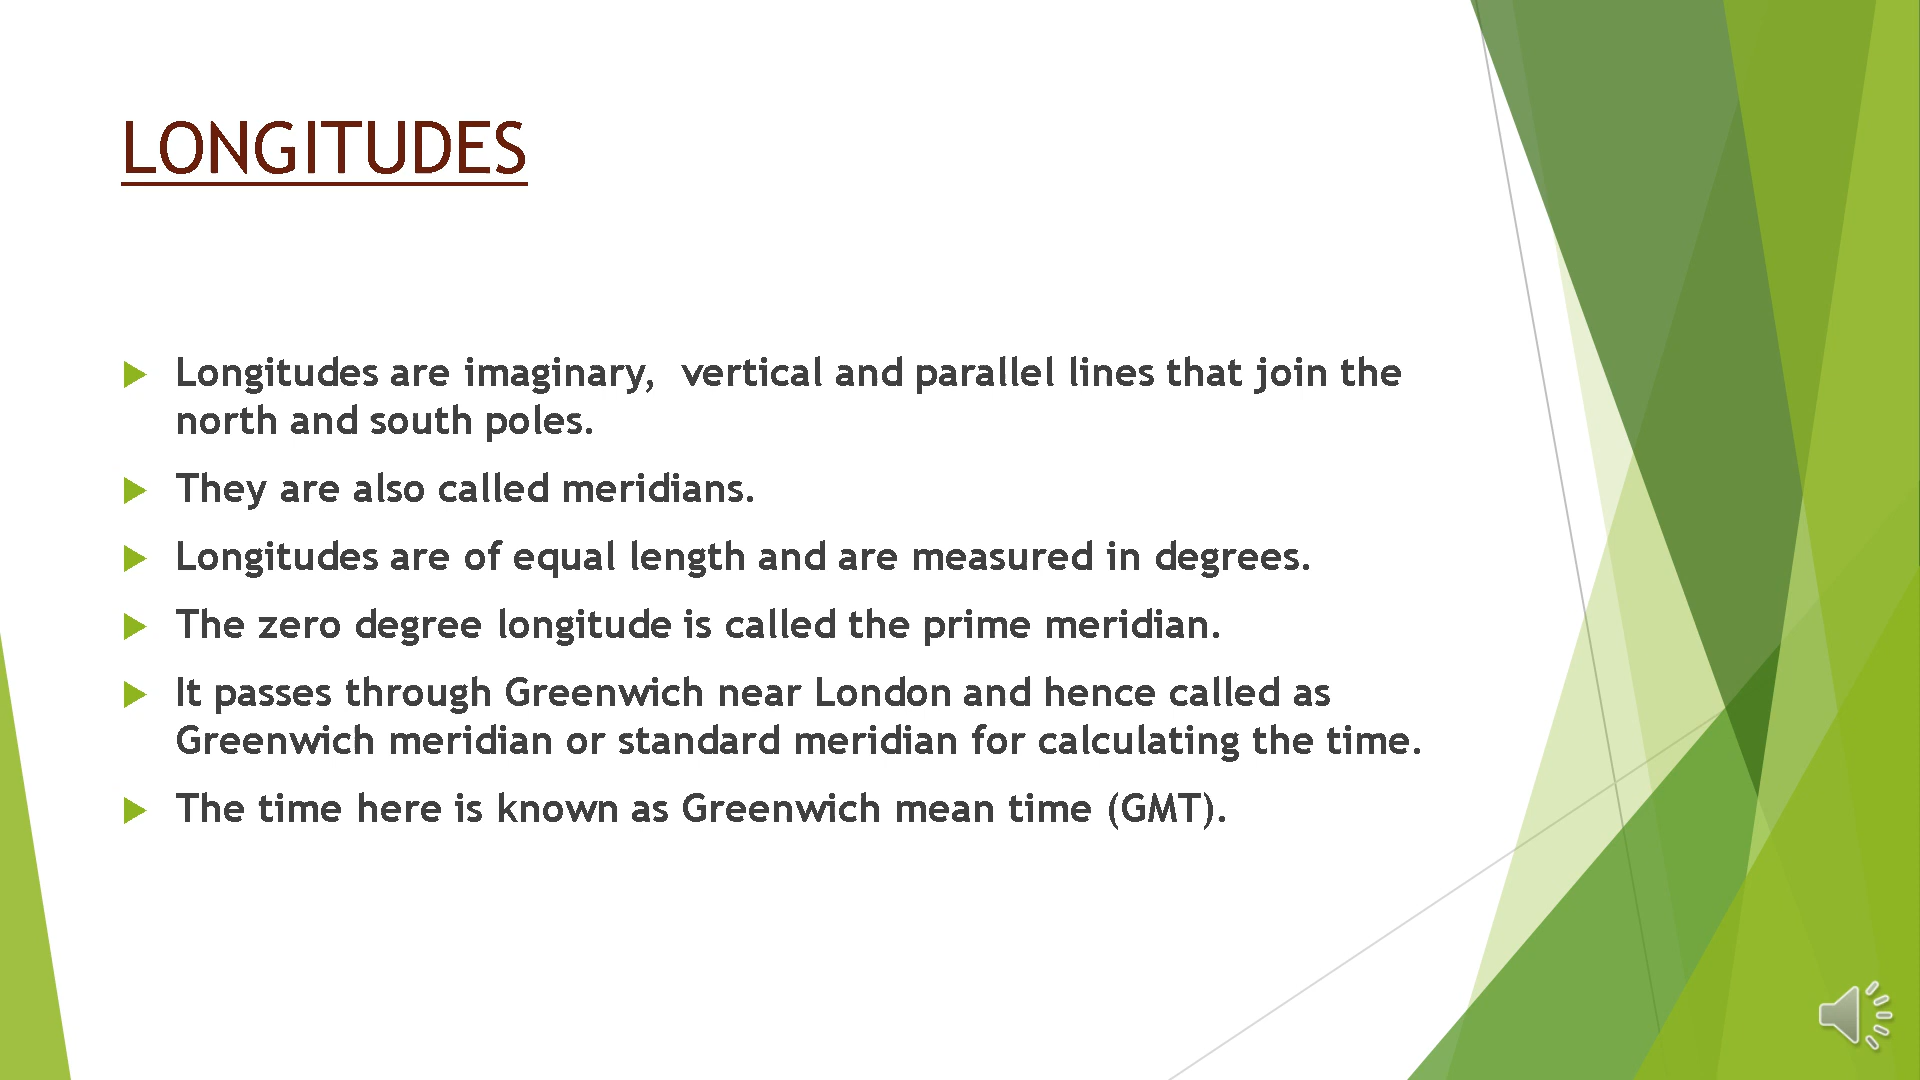 LONGITUDES
Longitudes are imaginary,  vertical and parallel lines that join the
north and south poles.
They are also called meridians.
Longitudes are of equal length and are measured in degrees.
The zero degree longitude is called the prime meridian.
It passes through Greenwich near London and hence called as
Greenwich meridian or standard meridian for calculating the time.
The time here is known as Greenwich mean time (GMT).